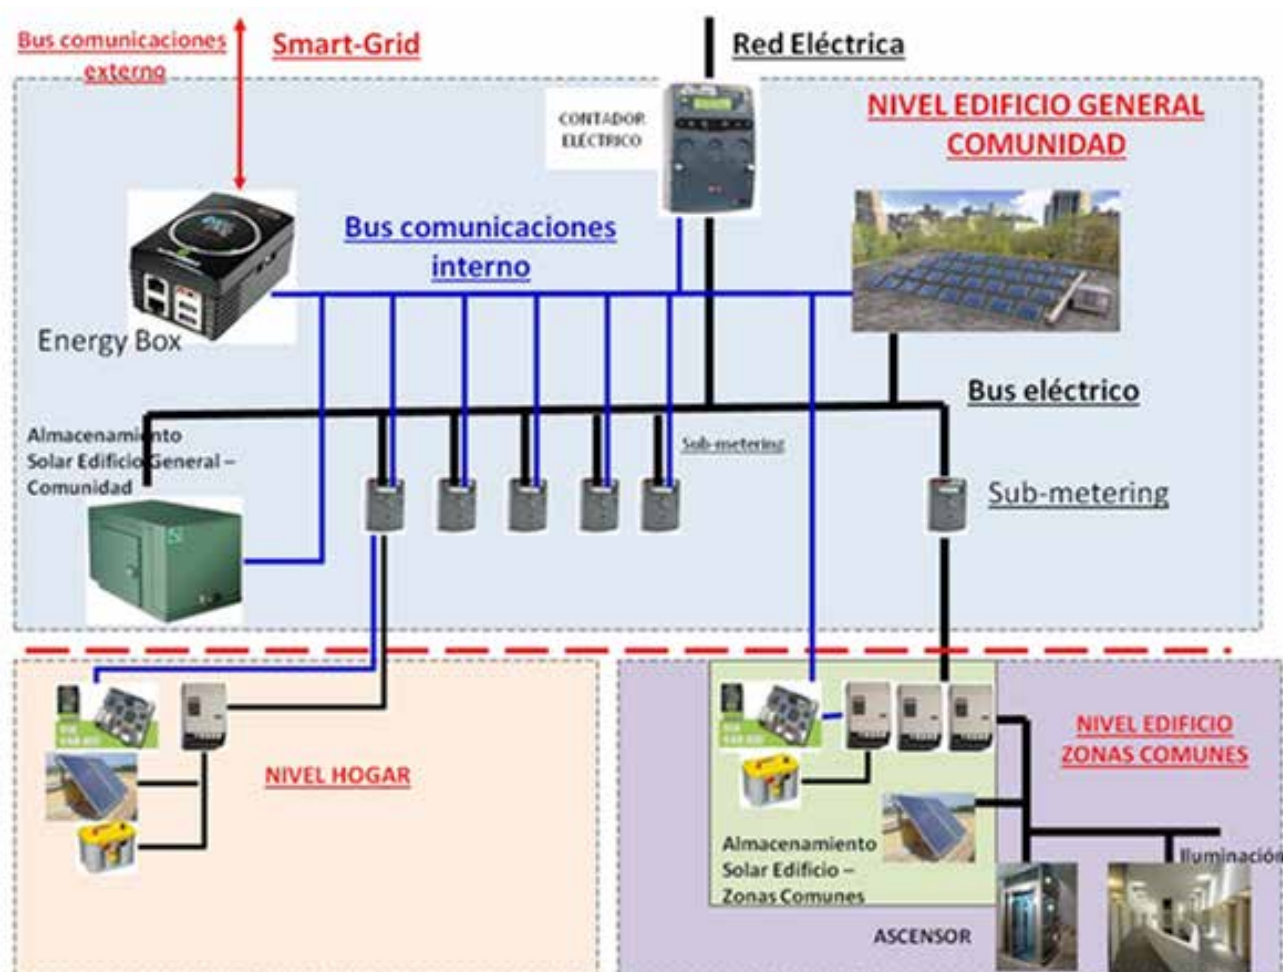 Bus comunicaciones
externo
Smart-Grid
Red Eléctrica
CONTADOR
ELÉCTRICO
NIVEL EDIFICIO GENERAL
COMUNIDAD
Bus comunicaciones
interno
Energy Box
Bus eléctrico
Almacenamiento
Solar Edificio General –
Comunidad
Sub-metering
Sub-metering
NIVEL HOGAR
NIVEL EDIFICIO
ZONAS COMUNES
Almacenamiento
Solar Edificio –
Zonas Comunes
Iluminación
ASCENSOR